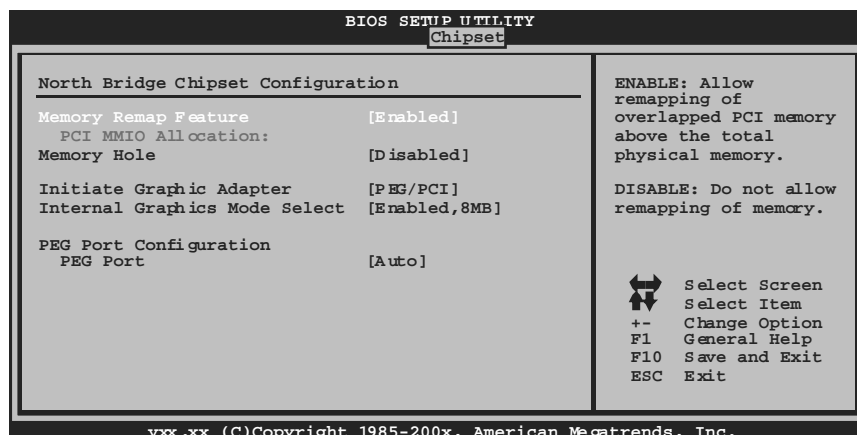 BIOS SETUP UTILITY
Chipset
North Bridge Chipset Configuration
Memory Remap Feature [Enabled]
PCI MMIO Allocation:
Memory Hole [Disabled]
Initiate Graphic Adapter [PEG/PCI]
Internal Graphics Mode Select [Enabled,8MB]
PEG Port Configuration
PEG Port [Auto]
ENABLE: Allow
remapping of
overlapped PCI memory
above the total
physical memory.
DISABLE: Do not allow
remapping of memory.
Select Screen
Select Item
+- Change Option
F1 General Help
F10 Save and Exit
ESC Exit
vxx.xx (C)Copyright 1985-200x, American Megatrends, Inc.